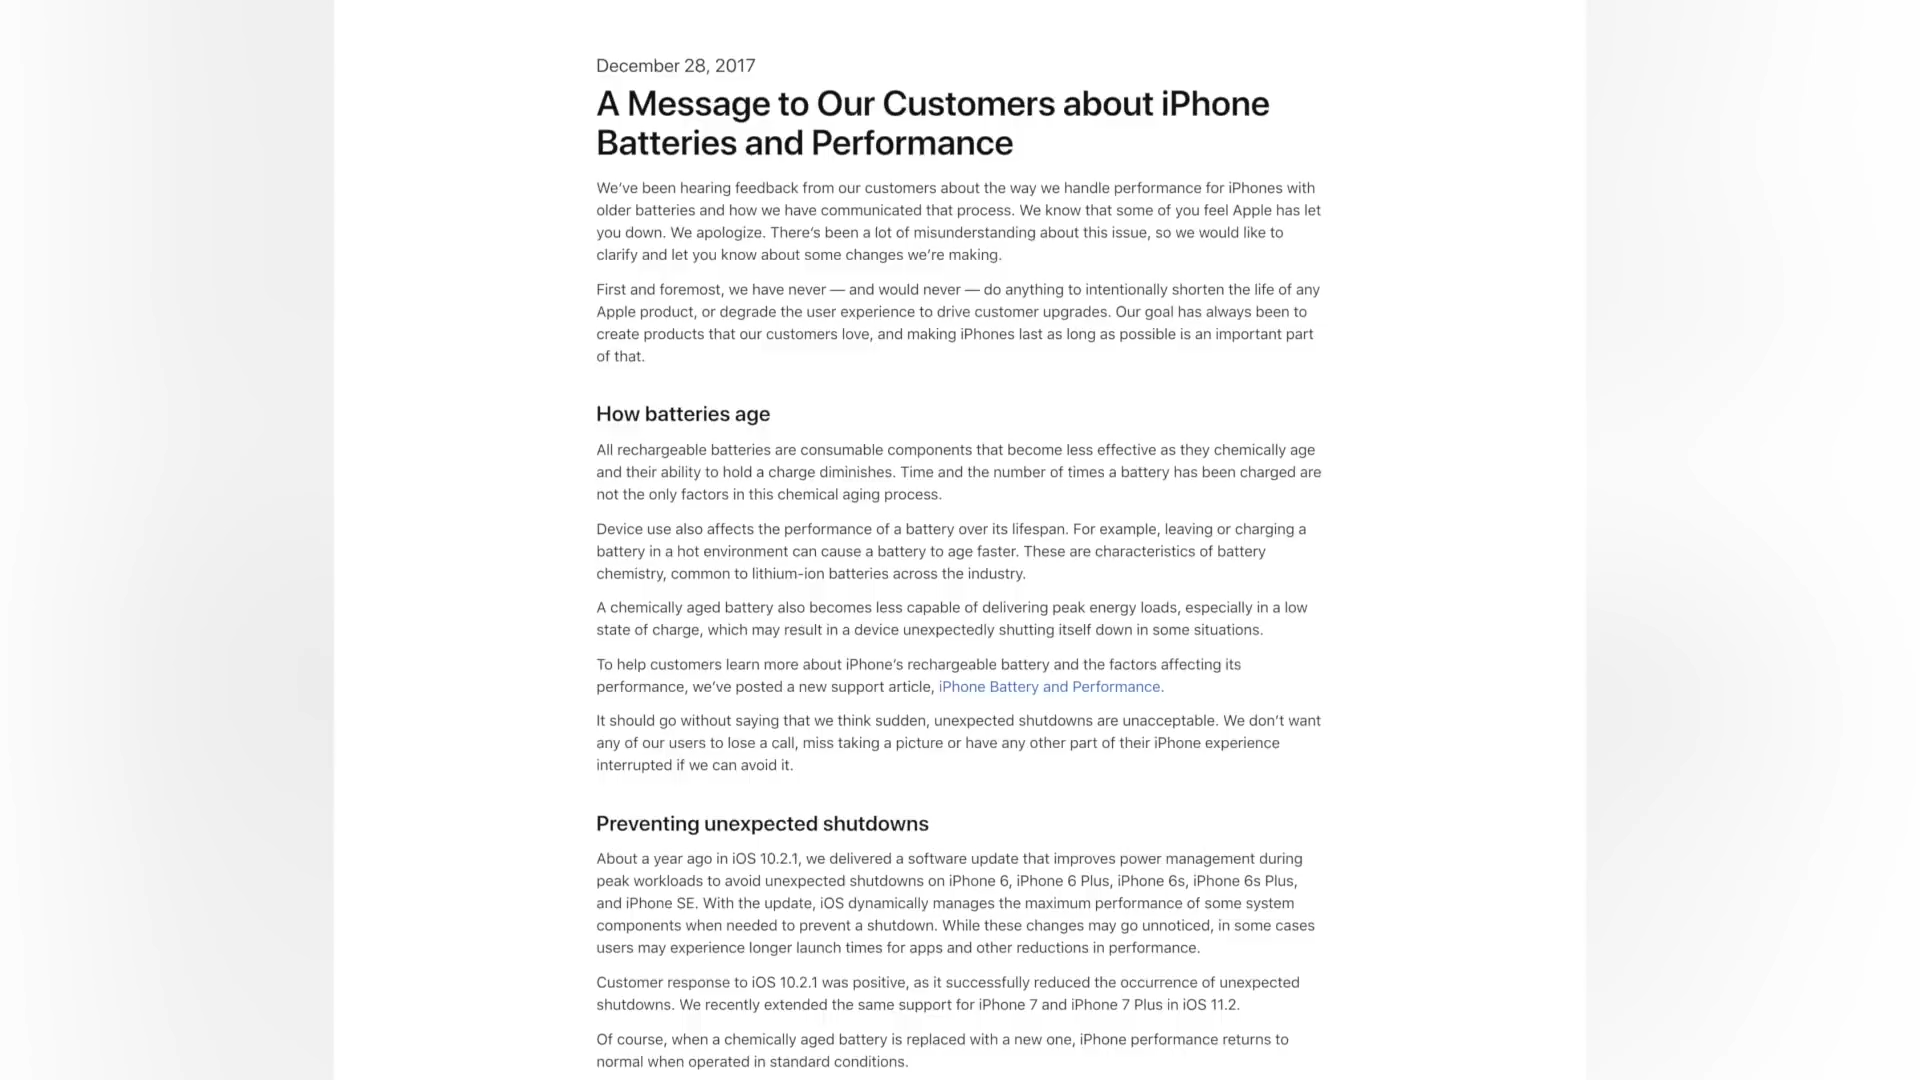 December 28, 2017
A Message to Our Customers about iPhone
Batteries and Performance
We’ve been hearing feedback from our customers about the way we handle performance for iPhones with
older batteries and how we have communicated that process. We know that some of you feel Apple has let
you down. We apologize. There’s been a lot of misunderstanding about this issue, so we would like to
clarify and let you know about some changes we’re making.
First and foremost, we have never — and would never — do anything to intentionally shorten the life of any
Apple product, or degrade the user experience to drive customer upgrades. Our goal has always been to
create products that our customers love, and making iPhones last as long as possible is an important part
of that.
How batteries age
All rechargeable batteries are consumable components that become less effective as they chemically age
and their ability to hold a charge diminishes. Time and the number of times a battery has been charged are
not the only factors in this chemical aging process.
Device use also affects the performance of a battery over its lifespan. For example, leaving or charging a
battery in a hot environment can cause a battery to age faster. These are characteristics of battery
chemistry, common to lithium-ion batteries across the industry.
A chemically aged battery also becomes less capable of delivering peak energy loads, especially in a low
state of charge, which may result in a device unexpectedly shutting itself down in some situations.
To help customers learn more about iPhone’s rechargeable battery and the factors affecting its
performance, we’ve posted a new support article, iPhone Battery and Performance.
It should go without saying that we think sudden, unexpected shutdowns are unacceptable. We don’t want
any of our users to lose a call, miss taking a picture or have any other part of their iPhone experience
interrupted if we can avoid it.
Preventing unexpected shutdowns
About a year ago in iOS 10.2.1, we delivered a software update that improves power management during
peak workloads to avoid unexpected shutdowns on iPhone 6, iPhone 6 Plus, iPhone 6s, iPhone 6s Plus,
and iPhone SE. With the update, iOS dynamically manages the maximum performance of some system
components when needed to prevent a shutdown. While these changes may go unnoticed, in some cases
users may experience longer launch times for apps and other reductions in performance.
Customer response to iOS 10.2.1 was positive, as it successfully reduced the occurrence of unexpected
shutdowns. We recently extended the same support for iPhone 7 and iPhone 7 Plus in iOS 11.2.
Of course, when a chemically aged battery is replaced with a new one, iPhone performance returns to
normal when operated in standard conditions.